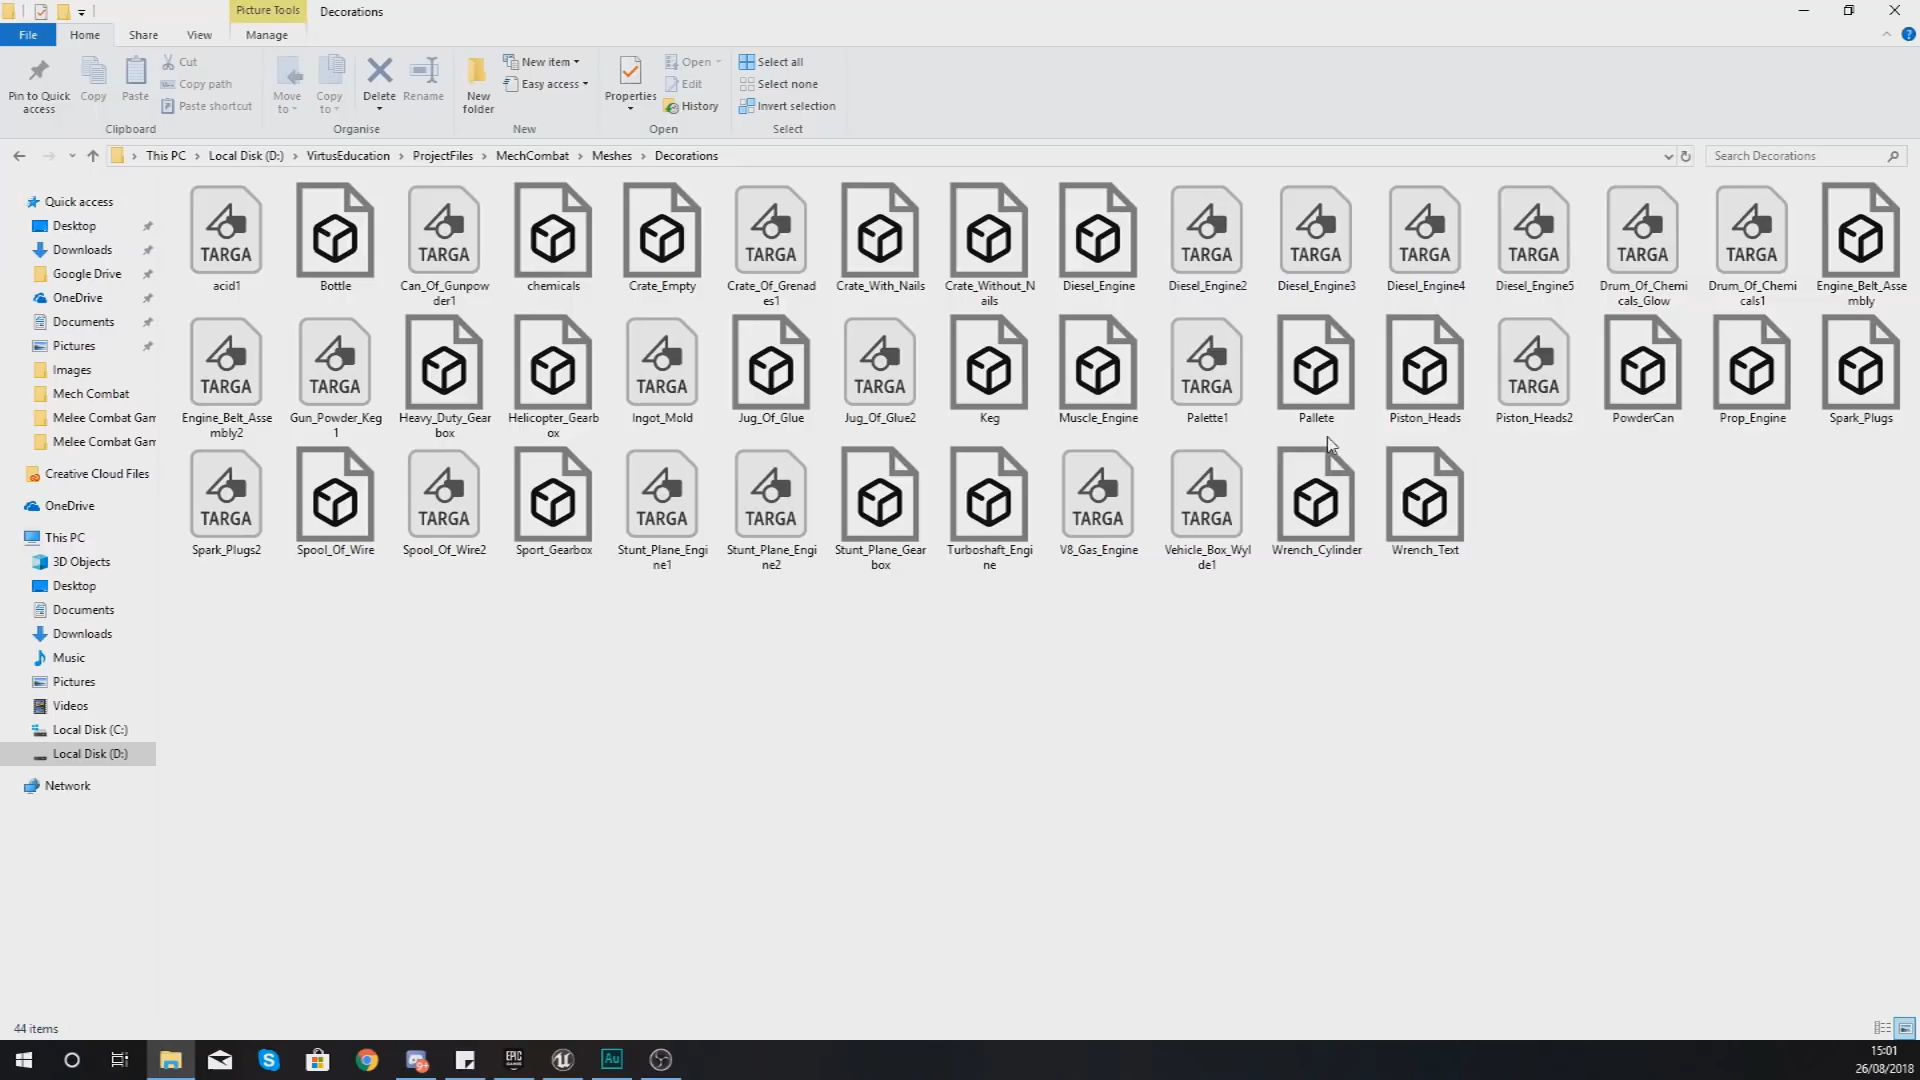 Picture Tools
Decorations
File
Home
Share
View
Manage
Pin to Quick
access
Copy
Paste
Cut
Copy path
Paste shortcut
Clipboard
Move
to
Copy
to
Delete
Rename
Organise
New
folder
New item
Easy access
New
Properties
Open
Edit
History
Open
Select all
Select none
Invert selection
Select
This PC
Local Disk (D:)
VirtusEducation
ProjectFiles
MechCombat
Meshes
Decorations
Search Decorations
Quick access
Desktop
Downloads
Google Drive
OneDrive
Documents
Pictures
Images
Mech Combat
Melee Combat Gam
Melee Combat Gam
Creative Cloud Files
OneDrive
This PC
3D Objects
Desktop
Documents
Downloads
Music
Pictures
Videos
Local Disk (C:)
Local Disk (D:)
Network
TARGA
TARGA
TARGA
TARGA
TARGA
TARGA
TARGA
TARGA
TARGA
acid1
Bottle
Can_Of_Gunpow
der1
chemicals
Crate_Empty
Crate_Of_Grenad
es1
Crate_With_Nails
Crate_Without_N
ails
Diesel_Engine
Diesel_Engine2
Diesel_Engine3
Diesel_Engine4
Diesel_Engine5
Drum_Of_Chemi
cals_Glow
Drum_Of_Chemi
cals1
Engine_Belt_Asse
mbly
TARGA
TARGA
TARGA
TARGA
TARGA
TARGA
Engine_Belt_Asse
mbly2
Gun_Powder_Keg
1
Heavy_Duty_Gear
box
Helicopter_Gearb
ox
Ingot_Mold
Jug_Of_Glue
Jug_Of_Glue2
Keg
Muscle_Engine
Palette1
Pallete
Piston_Heads
Piston_Heads2
PowderCan
Prop_Engine
Spark_Plugs
TARGA
TARGA
TARGA
TARGA
TARGA
TARGA
Spark_Plugs2
Spool_Of_Wire
Spool_Of_Wire2
Sport_Gearbox
Stunt_Plane_Engi
ne1
Stunt_Plane_Engi
ne2
Stunt_Plane_Gear
box
Turboshaft_Engi
ne
V8_Gas_Engine
Vehicle_Box_Wyl
de1
Wrench_Cylinder
Wrench_Text
44 items
9+
EPIC
GAMES
Au
15:01
26/08/2018